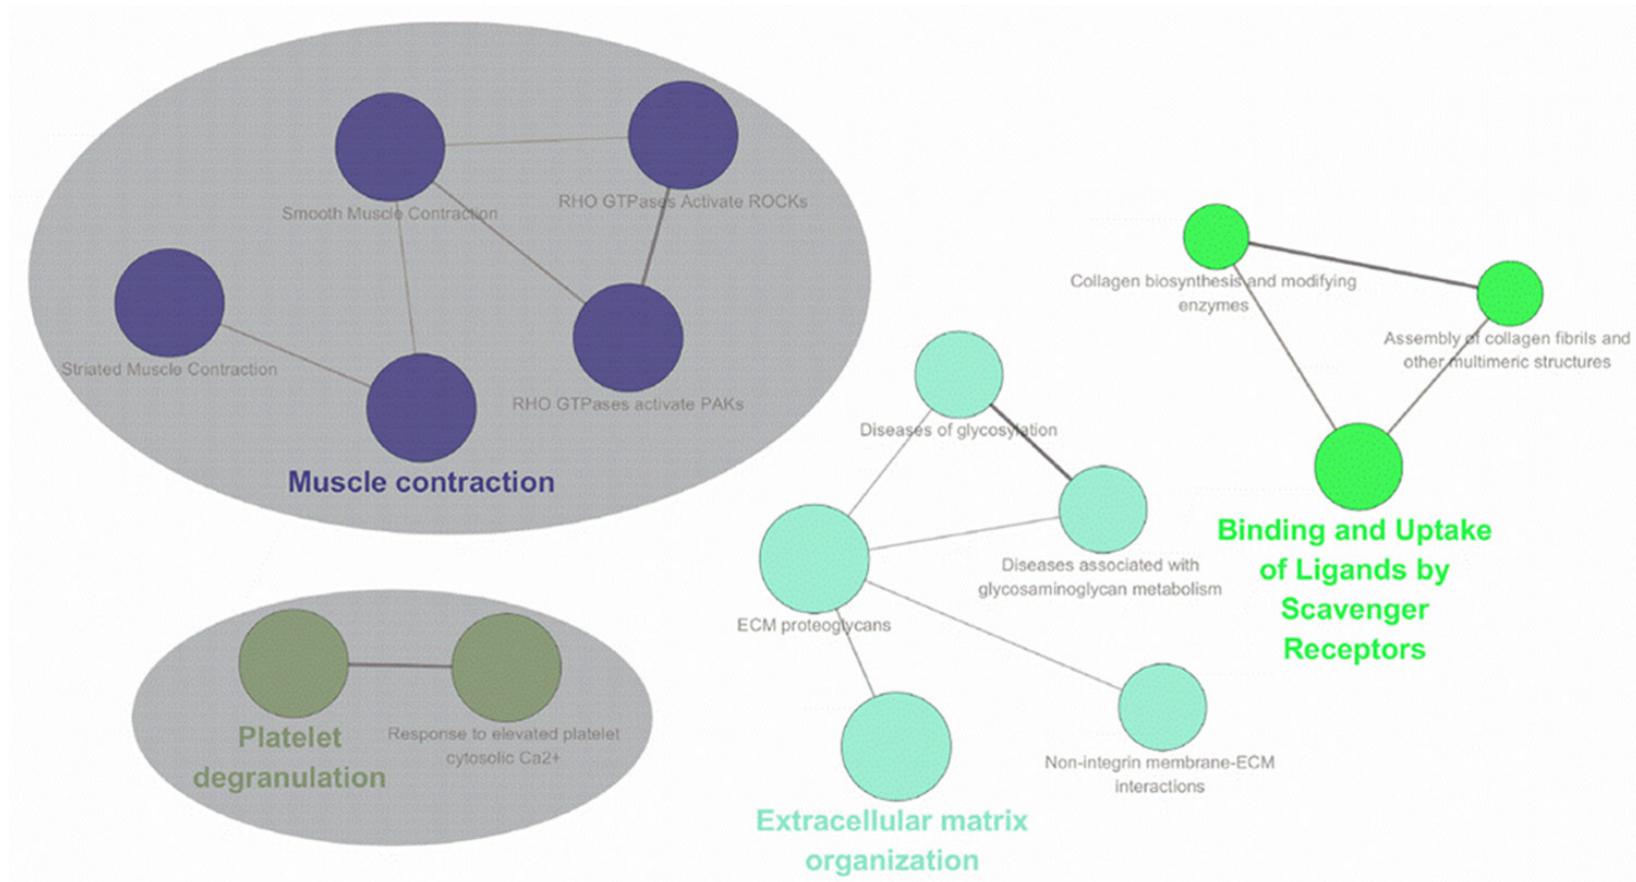 Smooth Muscle Contraction
RHO GTPases Activate ROCKs
Striated Muscle Contraction
RHO GTPases activate PAKs
Muscle contraction
Platelet
degranulation
Response to elevated platelet
cytosolic Ca2+
Diseases of glycosylation
Diseases associated with
glycosaminoglycan metabolism
ECM proteoglycans
Non-integrin membrane-ECM
interactions
Extracellular matrix
organization
Collagen biosynthesis and modifying
enzymes
Assembly of collagen fibrils and
other multimeric structures
Binding and Uptake
of Ligands by
Scavenger
Receptors